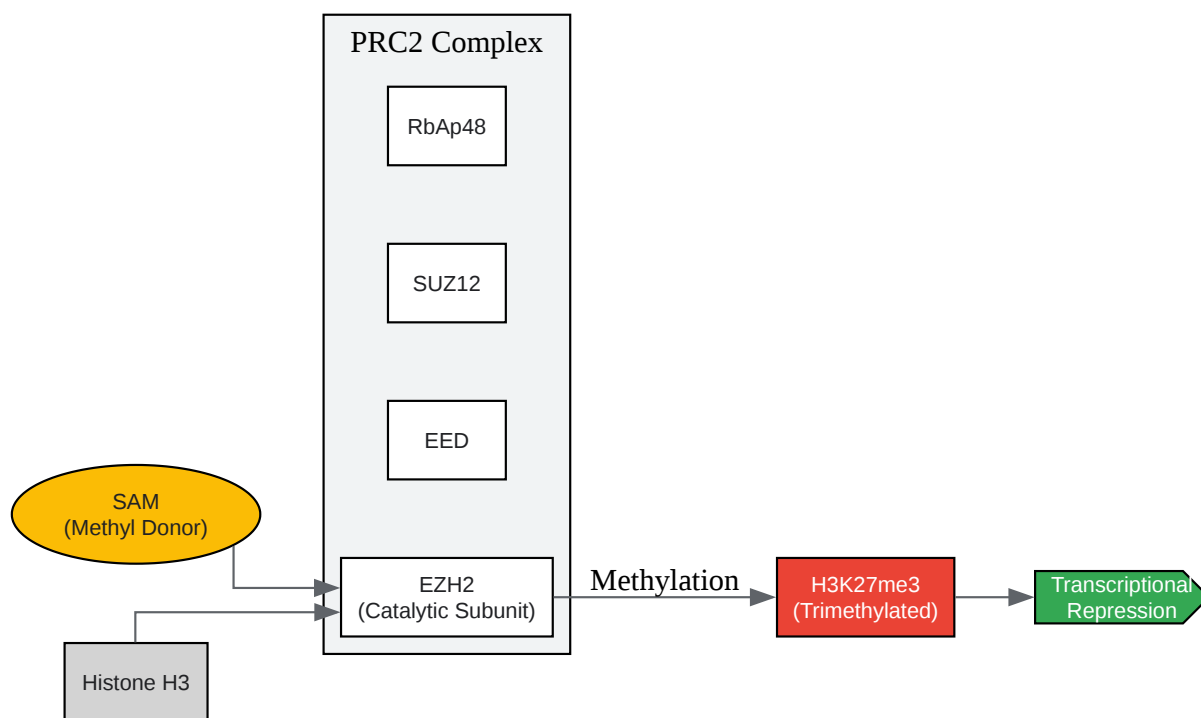 PRC2 Complex
RbAp48
SUZ12
EED
SAM
(Methyl Donor)
EZH2
(Catalytic Subunit)
Methylation
H3K27me3
(Trimethylated)
Transcriptional
Repression
Histone H3